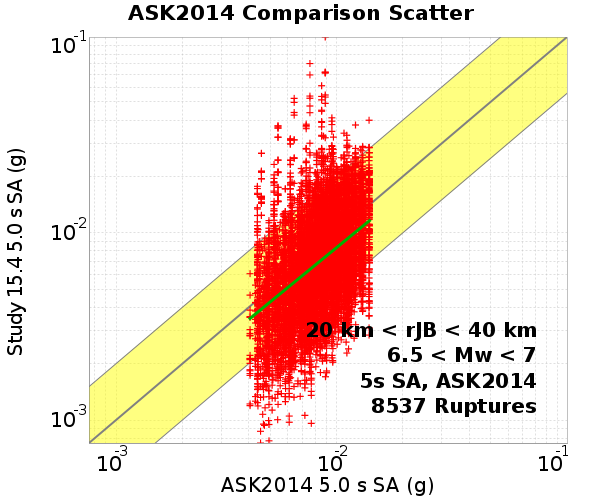 ASK2014 Comparison Scatter
10-1
10-2
10-3
Study 15.4 5.0 s SA (g)
20 km < rJB < 40 km
6.5 < Mw < 7
5s SA, ASK2014
8537 Ruptures
10-3
10-2
10-1
ASK2014 5.0 s SA (g)